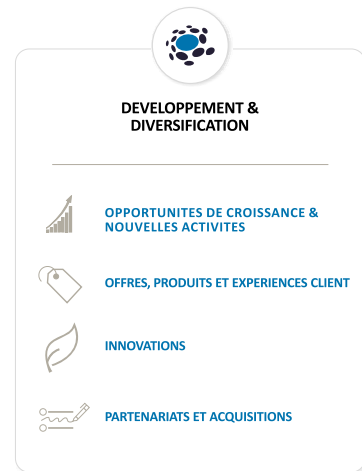 DEVELOPPEMENT &
DIVERSIFICATION
OPPORTUNITES DE CROISSANCE &
NOUVELLES ACTIVITES
OFFRES, PRODUITS ET EXPERIENCES CLIENT
INNOVATIONS
PARTENARIATS ET ACQUISITIONS